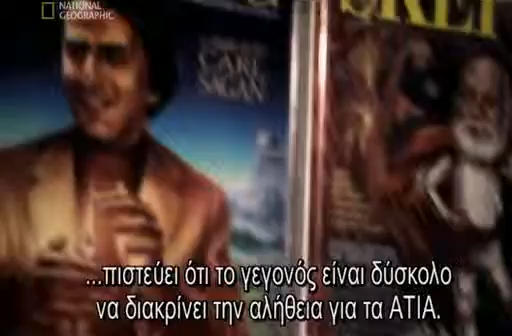 NATIONAL
GEOGRAPHIC
CARL
SAGAN
...πιστεύει ότι το γεγονός είναι δύσκολο
να διακρίνει την αλήθεια για τα ΑΤΙΑ.